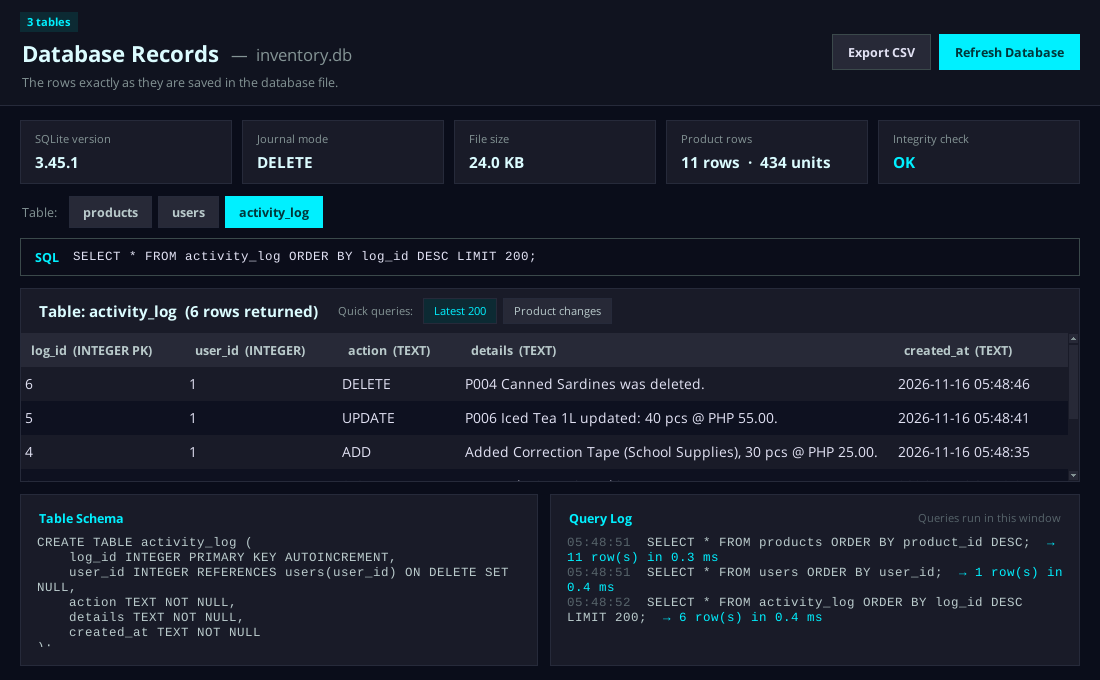 3 tables
Database Records — inventory.db
The rows exactly as they are saved in the database file.
Export CSV
Refresh Database
SQLite version
3.45.1
Journal mode
DELETE
File size
24.0 KB
Product rows
11 rows · 434 units
Integrity check
OK
Table:
products
users
activity_log
SQL SELECT * FROM activity_log ORDER BY log_id DESC LIMIT 200;
Table: activity_log (6 rows returned)
Quick queries:
Latest 200
Product changes
log_id (INTEGER PK) user_id (INTEGER) action (TEXT) details (TEXT) created_at (TEXT)
6 1 DELETE P004 Canned Sardines was deleted. 2026-11-16 05:48:46
5 1 UPDATE P006 Iced Tea 1L updated: 40 pcs @ PHP 55.00. 2026-11-16 05:48:41
4 1 ADD Added Correction Tape (School Supplies), 30 pcs @ PHP 25.00. 2026-11-16 05:48:35
Table Schema
CREATE TABLE activity_log (
log_id INTEGER PRIMARY KEY AUTOINCREMENT,
user_id INTEGER REFERENCES users(user_id) ON DELETE SET
NULL,
action TEXT NOT NULL,
details TEXT NOT NULL,
created_at TEXT NOT NULL
Query Log
Queries run in this window
05:48:51 SELECT * FROM products ORDER BY product_id DESC; →
11 row(s) in 0.3 ms
05:48:51 SELECT * FROM users ORDER BY user_id; → 1 row(s) in
0.4 ms
05:48:52 SELECT * FROM activity_log ORDER BY log_id DESC
LIMIT 200; → 6 row(s) in 0.4 ms